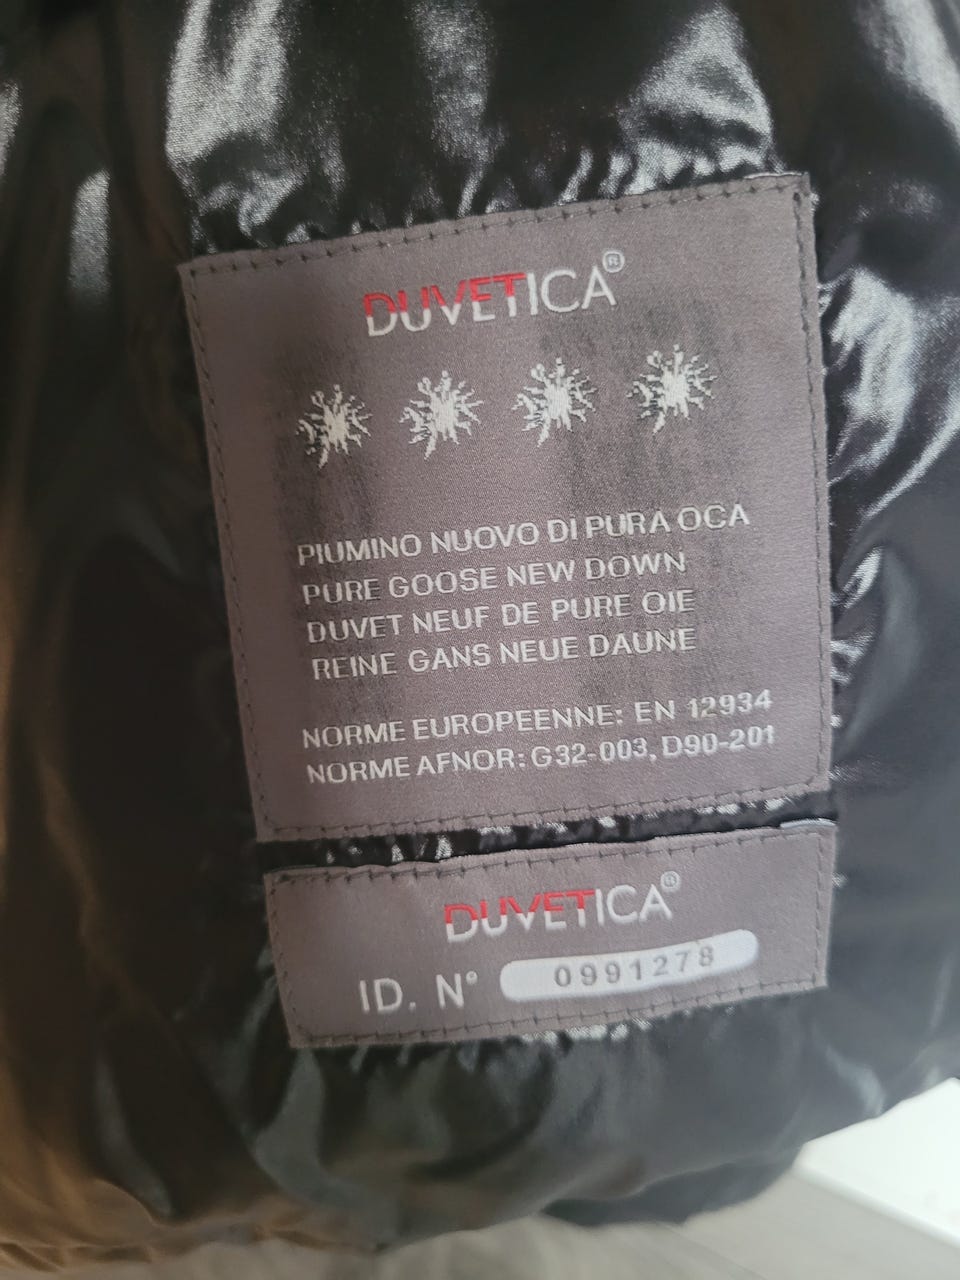 DUVETICA®
PIUMINO NUOVO DI PURA OCA
PURE GOOSE NEW DOWN
DUVET NEUF DE PURE OIE
REINE GANS NEUE DAUNE
NORME EUROPEENNE: EN 12934
NORME AFNOR: G32-003, D90-201
DUVETICA®
ID. N° 0991278